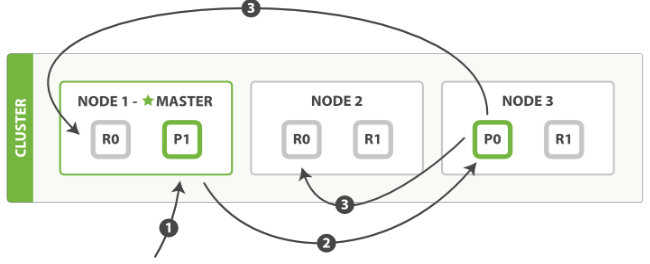 3
CLUSTER
NODE 1 - ★ MASTER
R0 P1
NODE 2
R0 R1
NODE 3
P0 R1
3
1
2